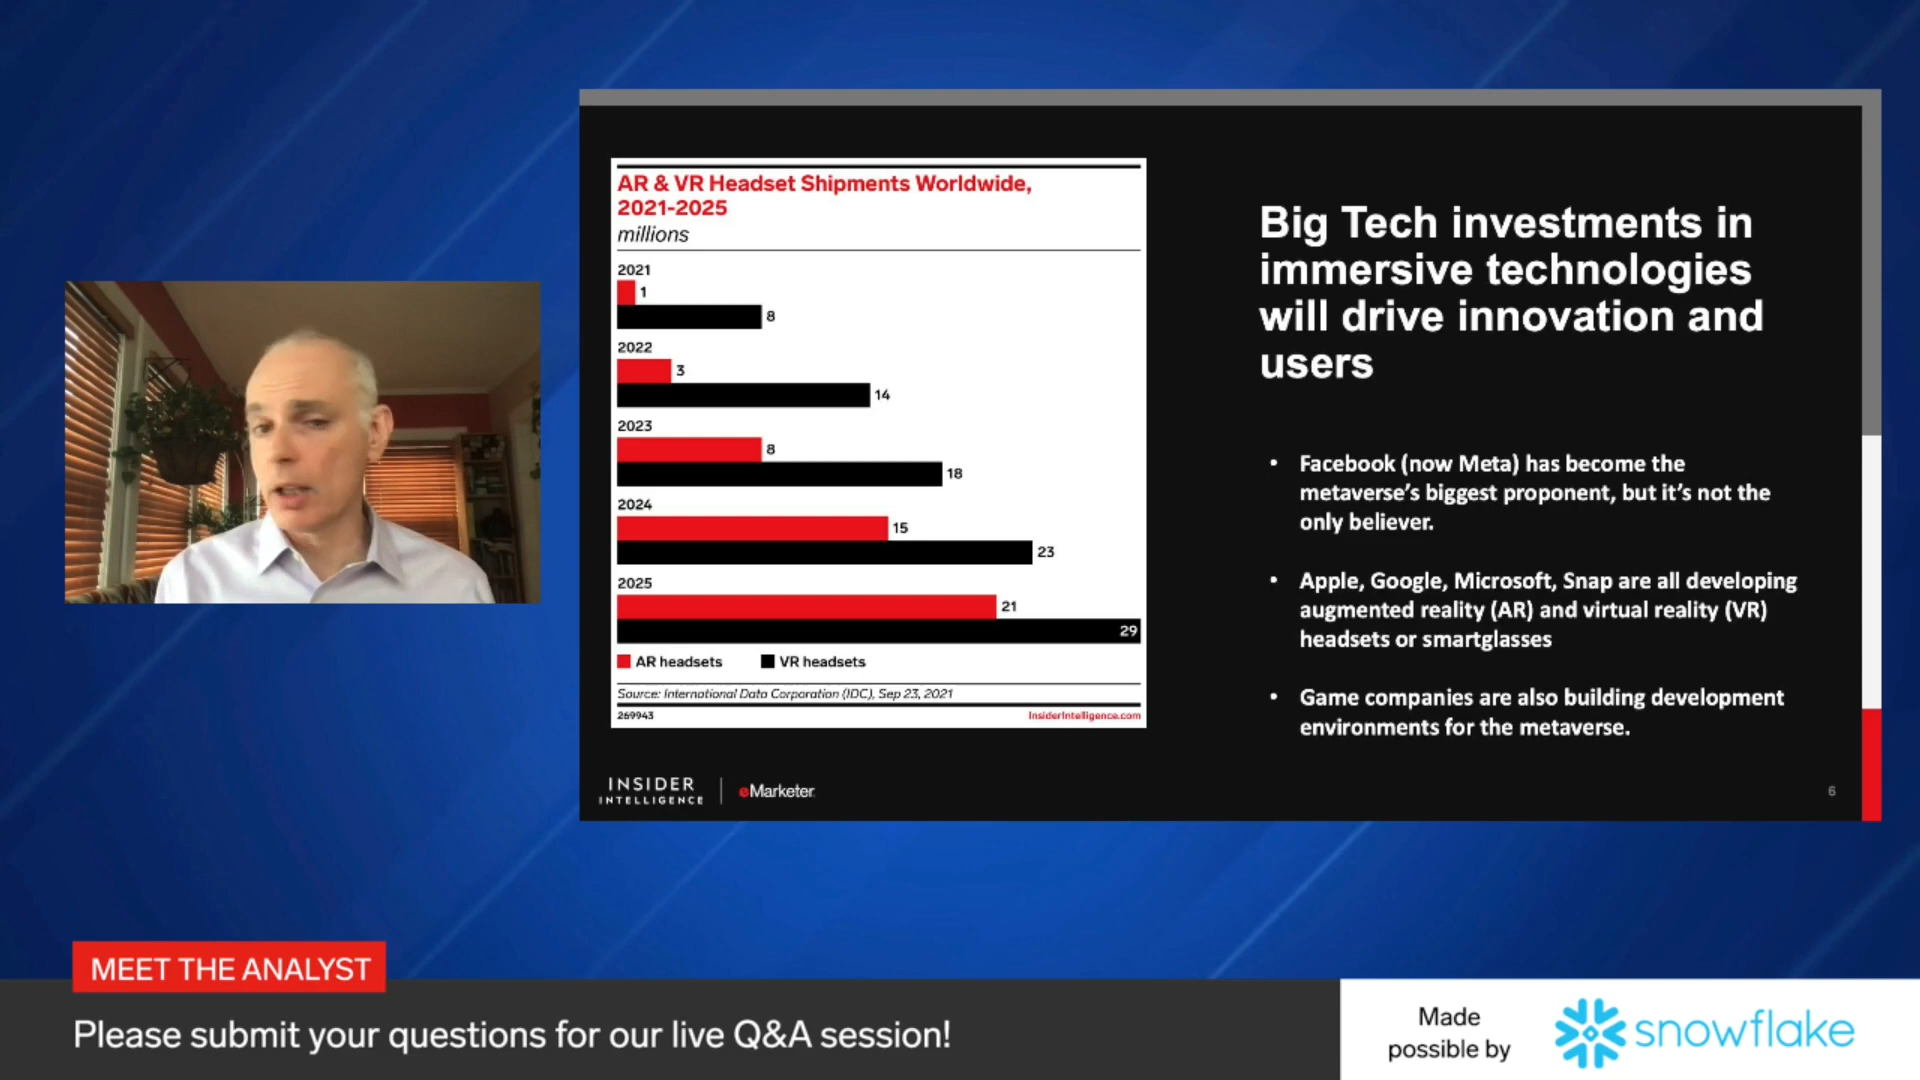 AR & VR Headset Shipments Worldwide,
2021-2025
millions
2021
1
8
2022
3
14
2023
8
18
2024
15
23
2025
21
29
AR headsets
VR headsets
Source: International Data Corporation (IDC), Sep 23, 2021
269943
InsiderIntelligence.com
Big Tech investments in
immersive technologies
will drive innovation and
users
• Facebook (now Meta) has become the
metaverse’s biggest proponent, but it’s not the
only believer.
• Apple, Google, Microsoft, Snap are all developing
augmented reality (AR) and virtual reality (VR)
headsets or smartglasses
• Game companies are also building development
environments for the metaverse.
INSIDER
INTELLIGENCE
eMarketer
6
MEET THE ANALYST
Please submit your questions for our live Q&A session!
Made
possible by
snowflake